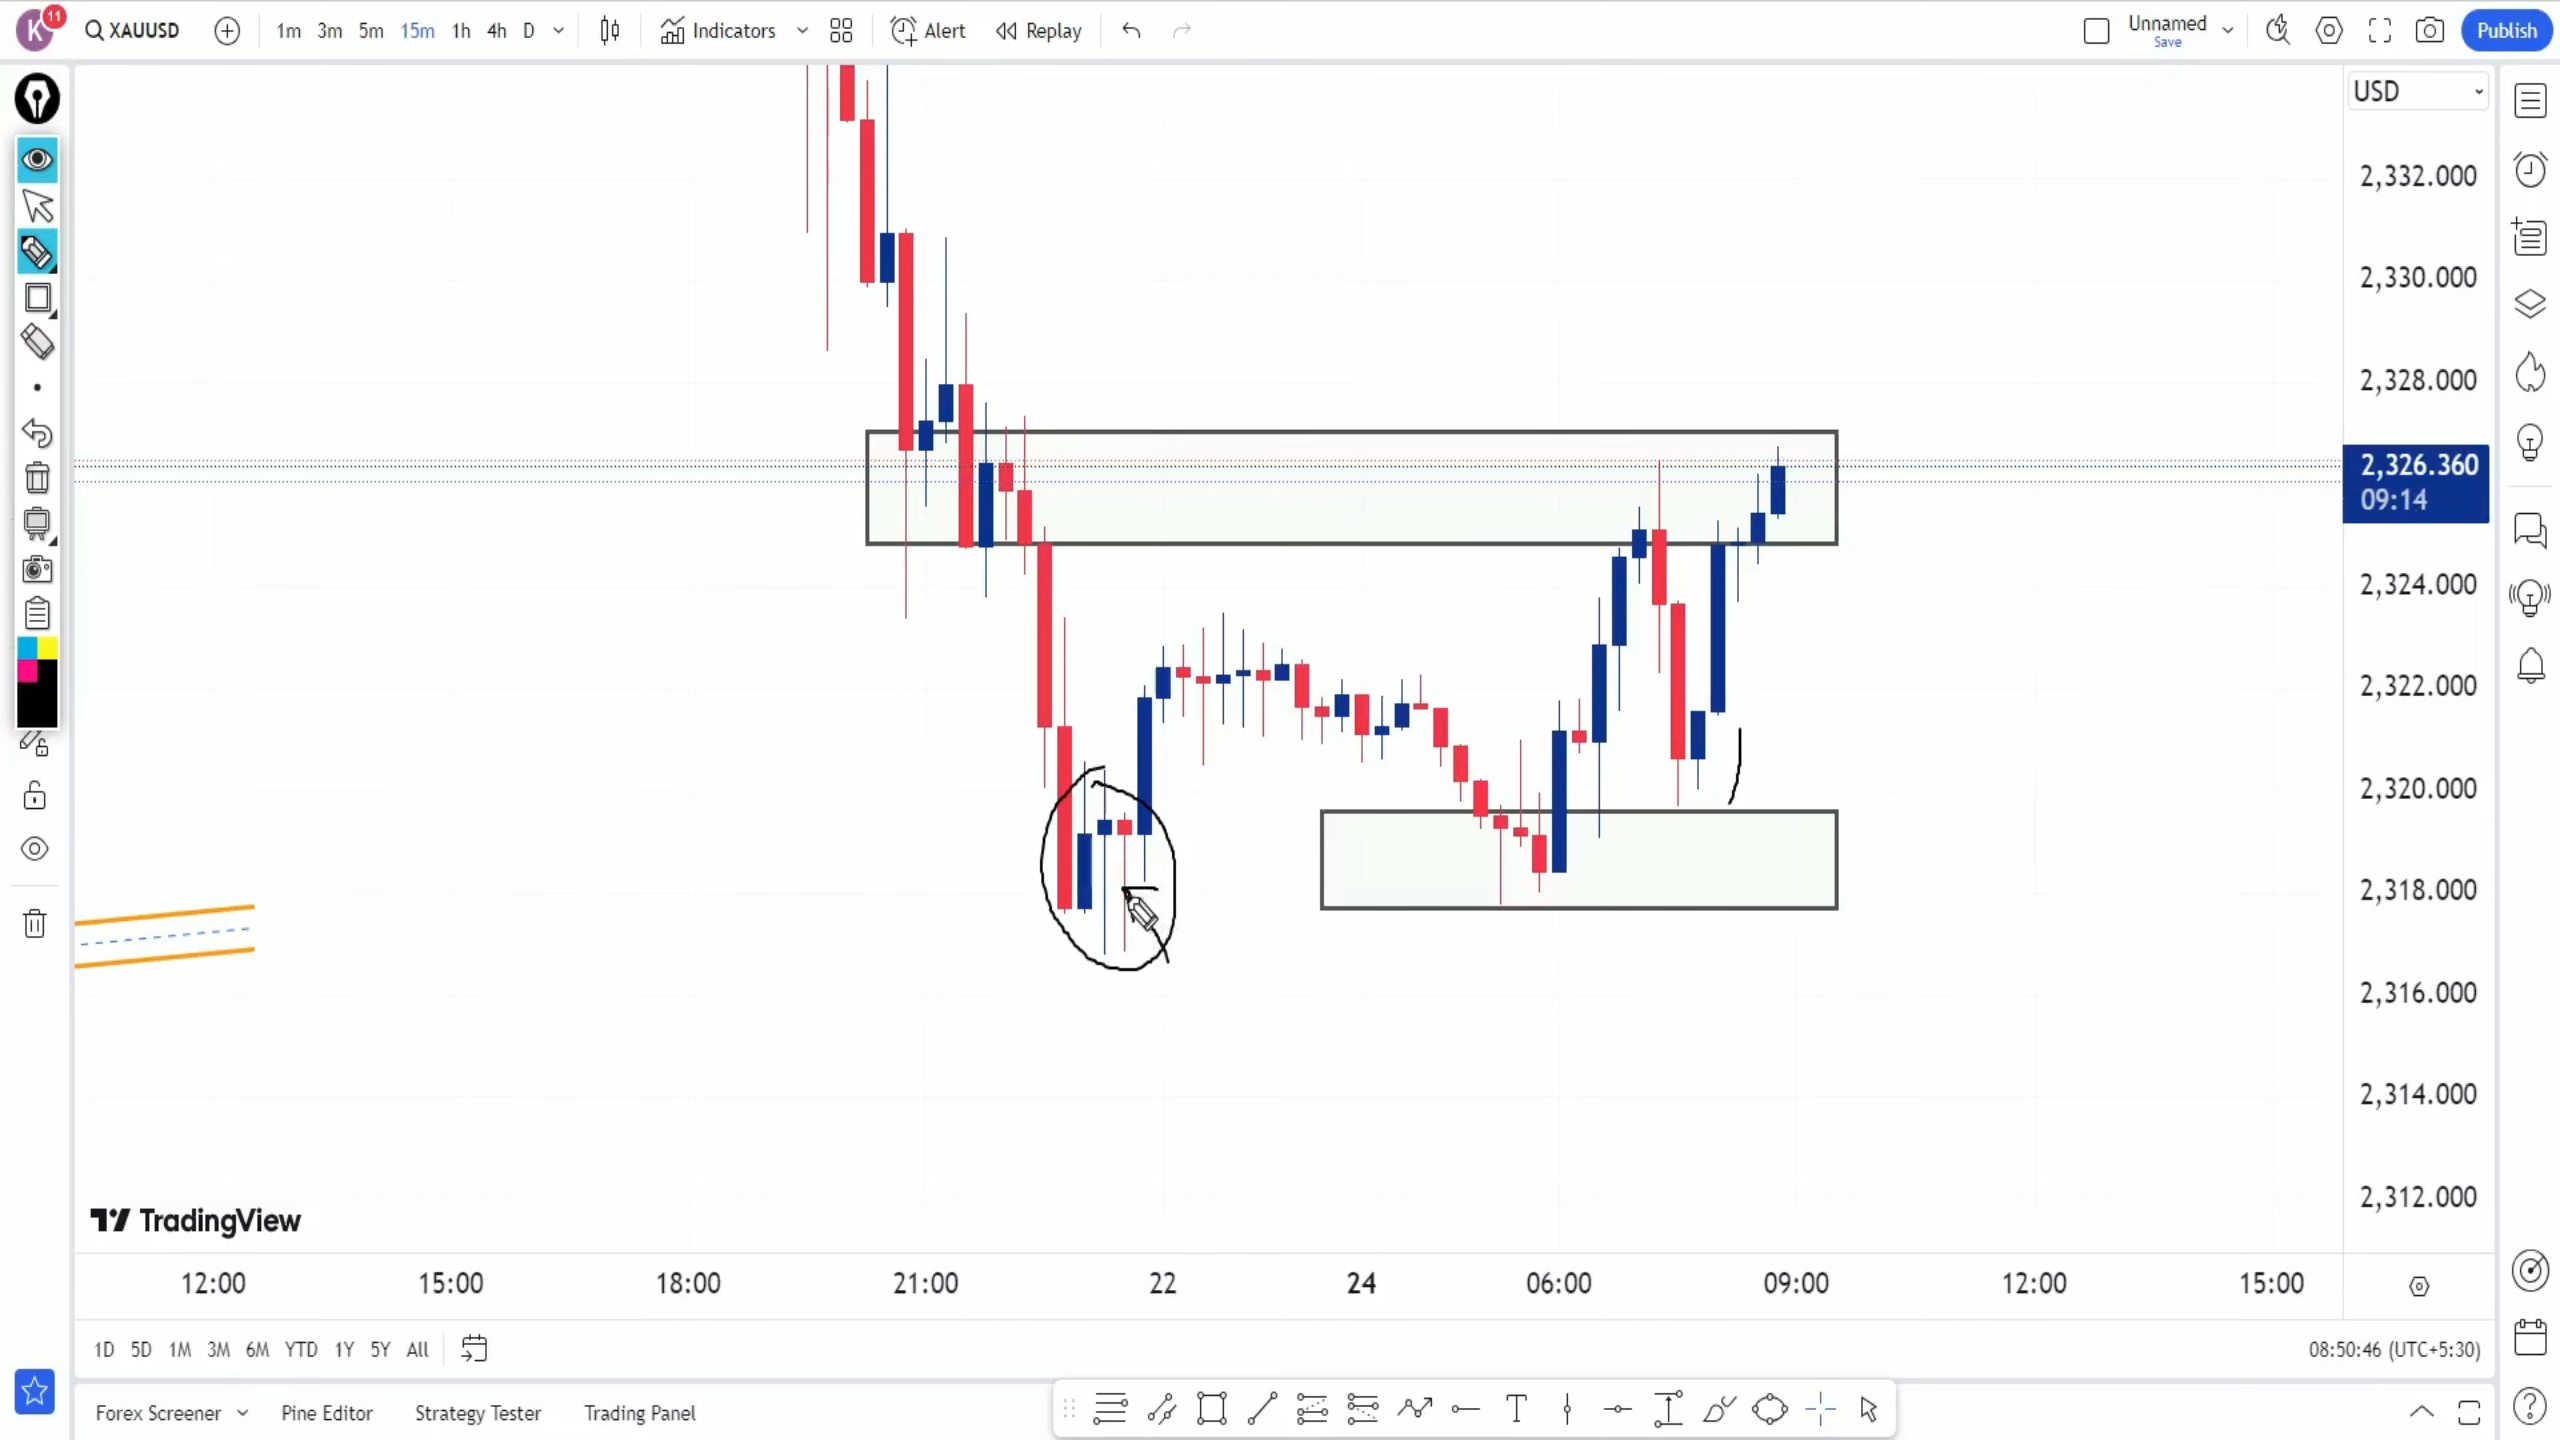 K 11 XAUUSD 1m 3m 5m 15m 1h 4h D Indicators Alert Replay Unnamed Save Publish
USD
2,332.000
2,330.000
2,328.000
2,326.360
09:14
2,324.000
2,322.000
2,320.000
2,318.000
2,316.000
2,314.000
2,312.000
TradingView
12:00 15:00 18:00 21:00 22 24 06:00 09:00 12:00 15:00
1D 5D 1M 3M 6M YTD 1Y 5Y All 08:50:46 (UTC+5:30)
Forex Screener Pine Editor Strategy Tester Trading Panel